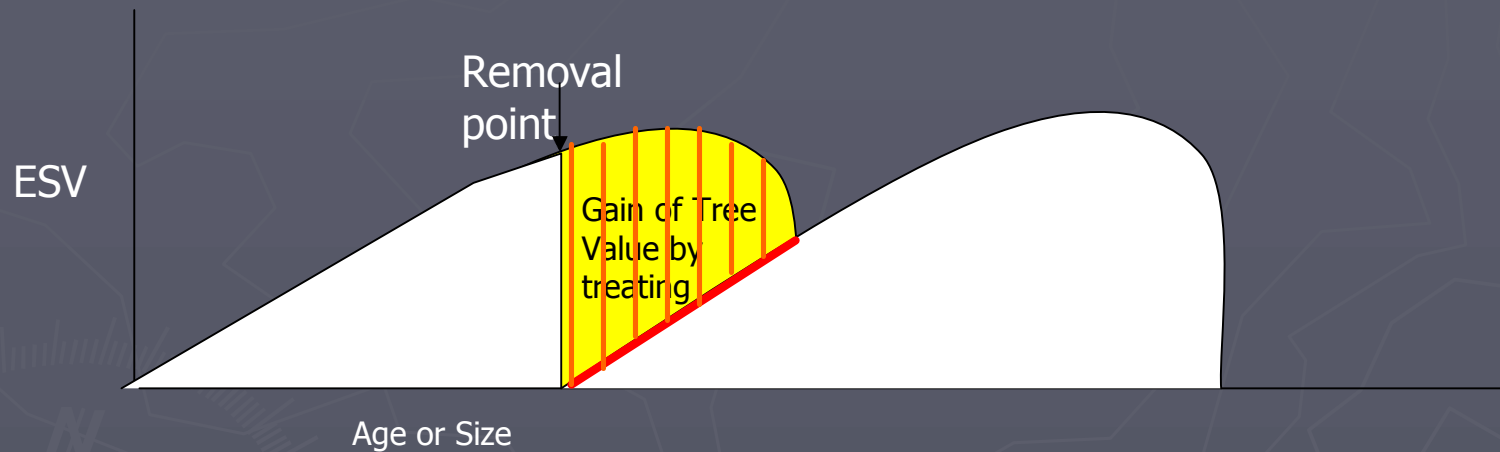 Removal
point
ESV
Gain of Tree
Value by
treating
Age or Size